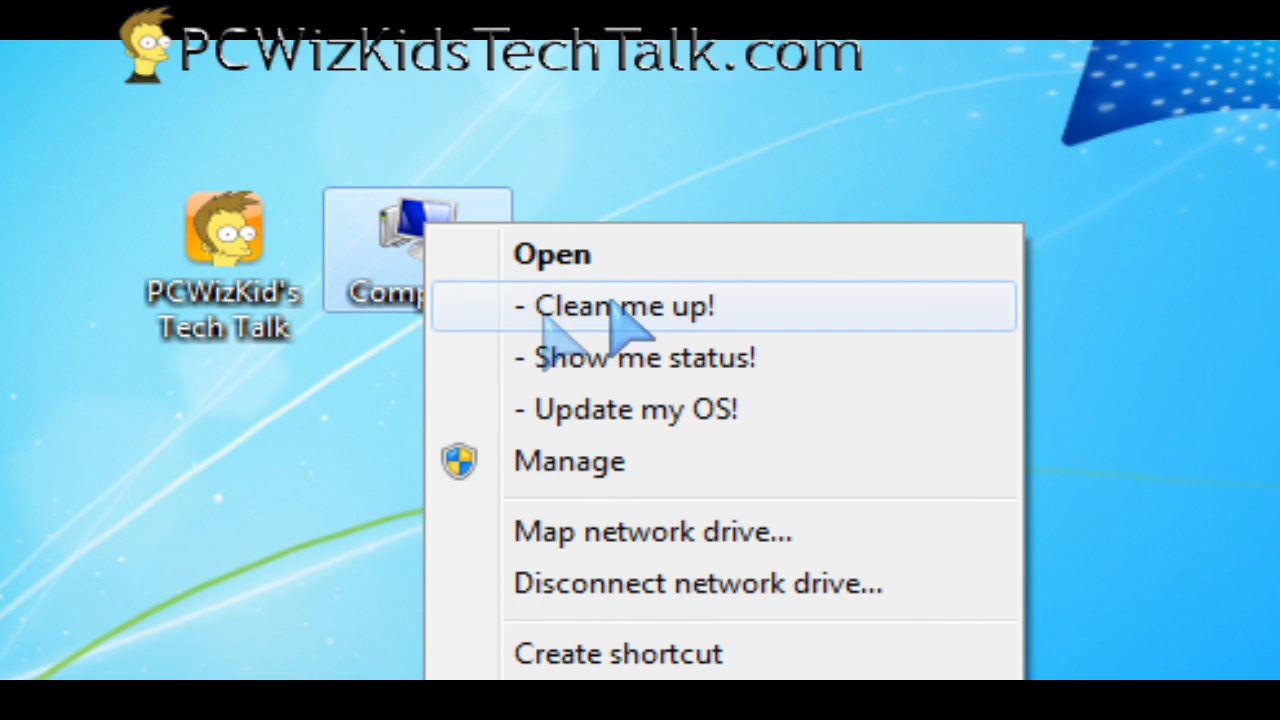 PCWizKidsTechTalk.com
PCWizKid's
Tech Talk
Comp
Open
- Clean me up!
- Show me status!
- Update my OS!
Manage
Map network drive...
Disconnect network drive...
Create shortcut